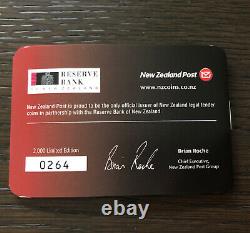 RESERVE
BANK
OF NEW ZEALAND
New Zealand Post
www.nzcoins.co.nz
New Zealand Post is proud to be the only official issuer of New Zealand legal tender
coins in partnership with the Reserve Bank of New Zealand
2,000 Limited Edition
0264
Brian Roche
Brian Roche
Chief Executive,
New Zealand Post Group